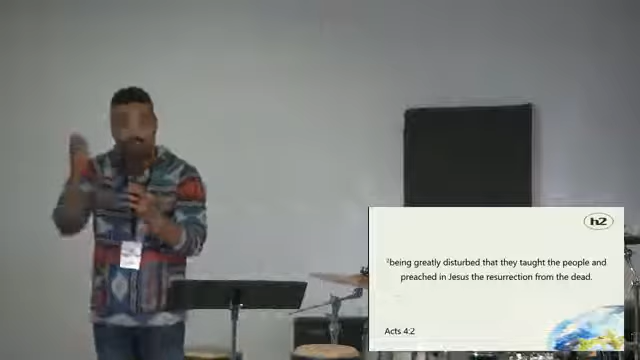 h2
²being greatly disturbed that they taught the people and
preached in Jesus the resurrection from the dead.
Acts 4:2